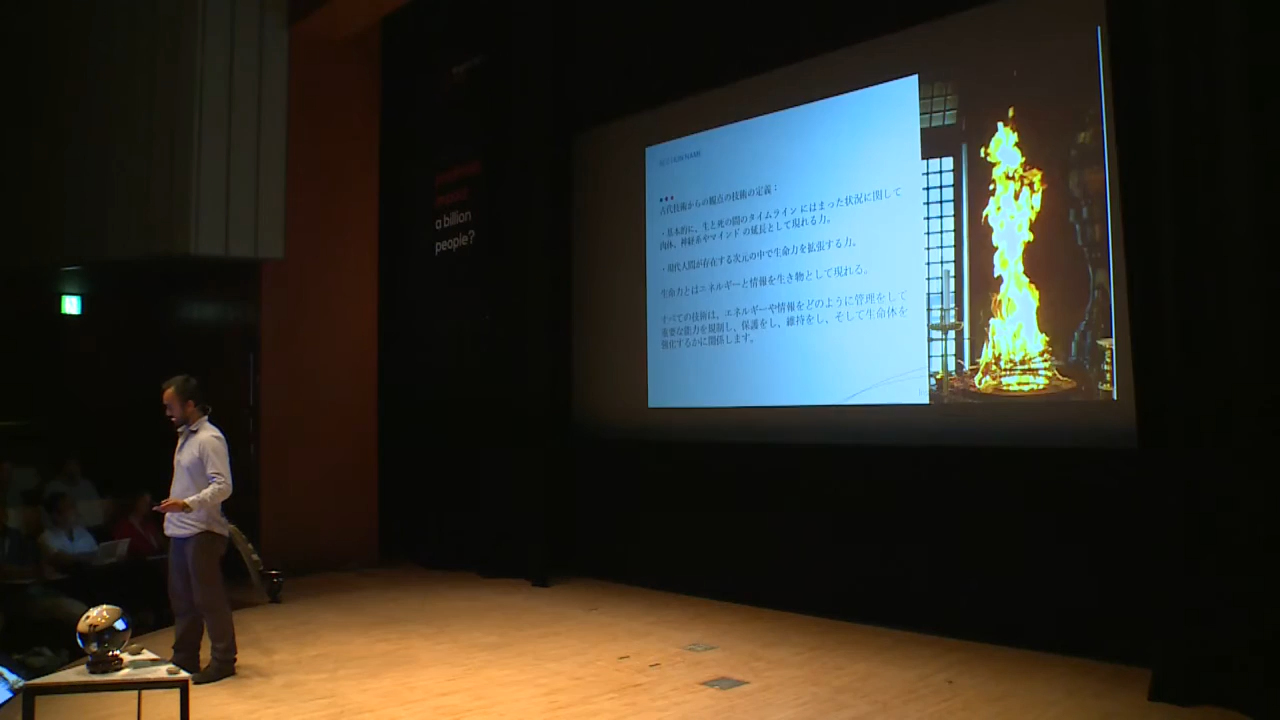 a billion
people?
SECTION NAME
古代技術からの観点の技術の定義：
・基本的に、生と死の間のタイムラインにはまった状況に関して
肉体、神経系やマインド の延長として現れる力。
・現代人間が存在する次元の中で生命力を拡張する力。
生命力とはエネルギーと情報を生き物として現れる。
すべての技術は、エネルギーや情報をどのように管理をして
重要な能力を規制し、保護をし、維持をし、そして生命体を
強化するかに関係します。